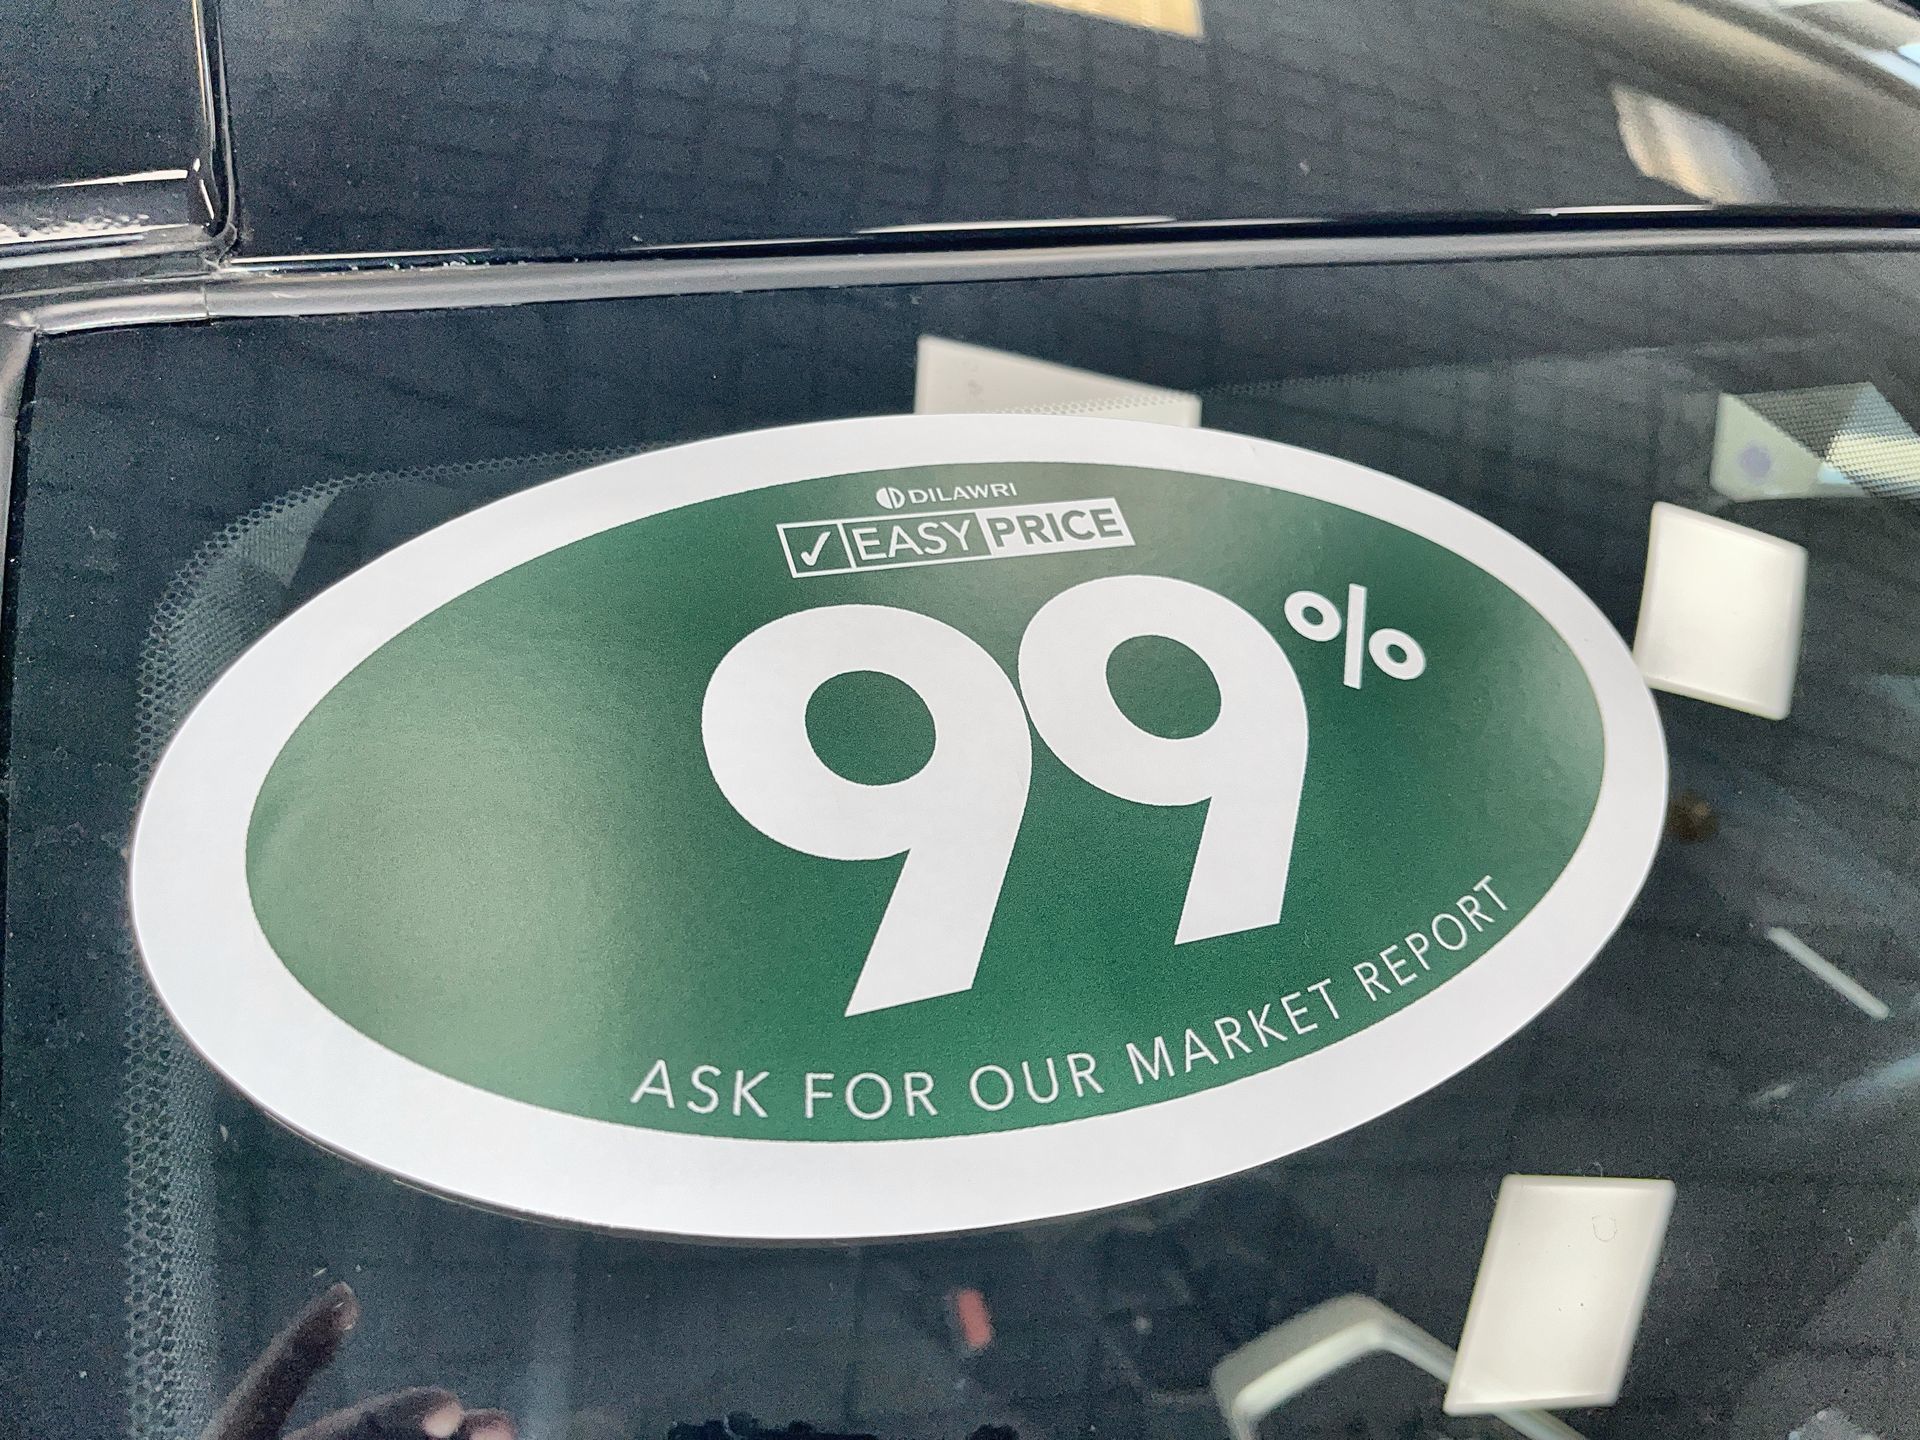 DILAWRI
✓ EASY PRICE
99%
ASK FOR OUR MARKET REPORT